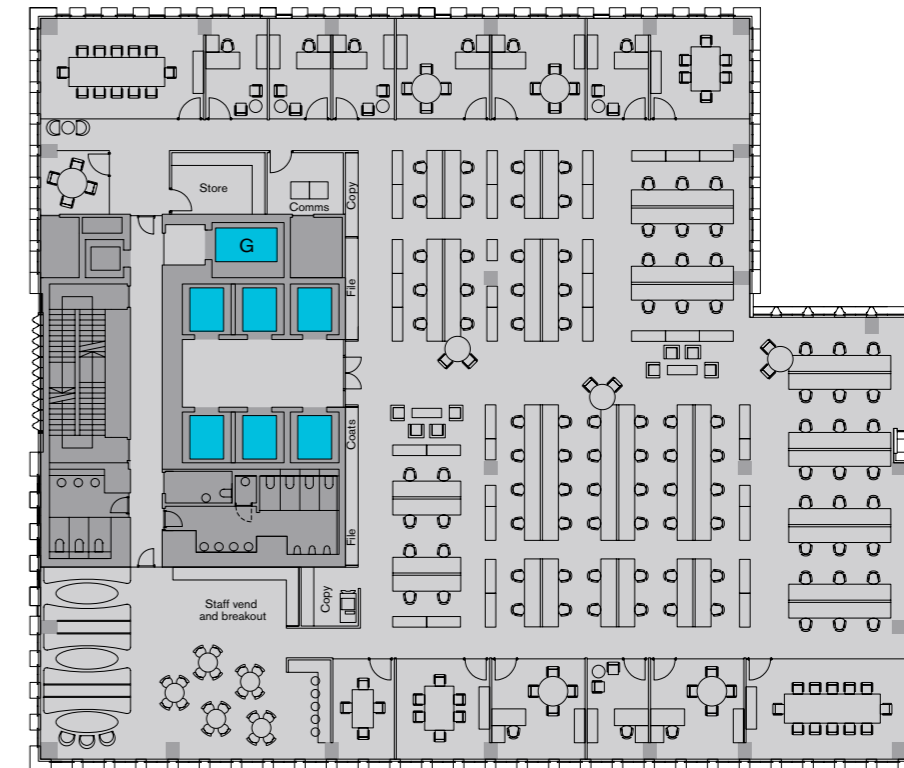 Store
Comms
Copy
G
File
Coats
File
Copy
Staff vend
and breakout